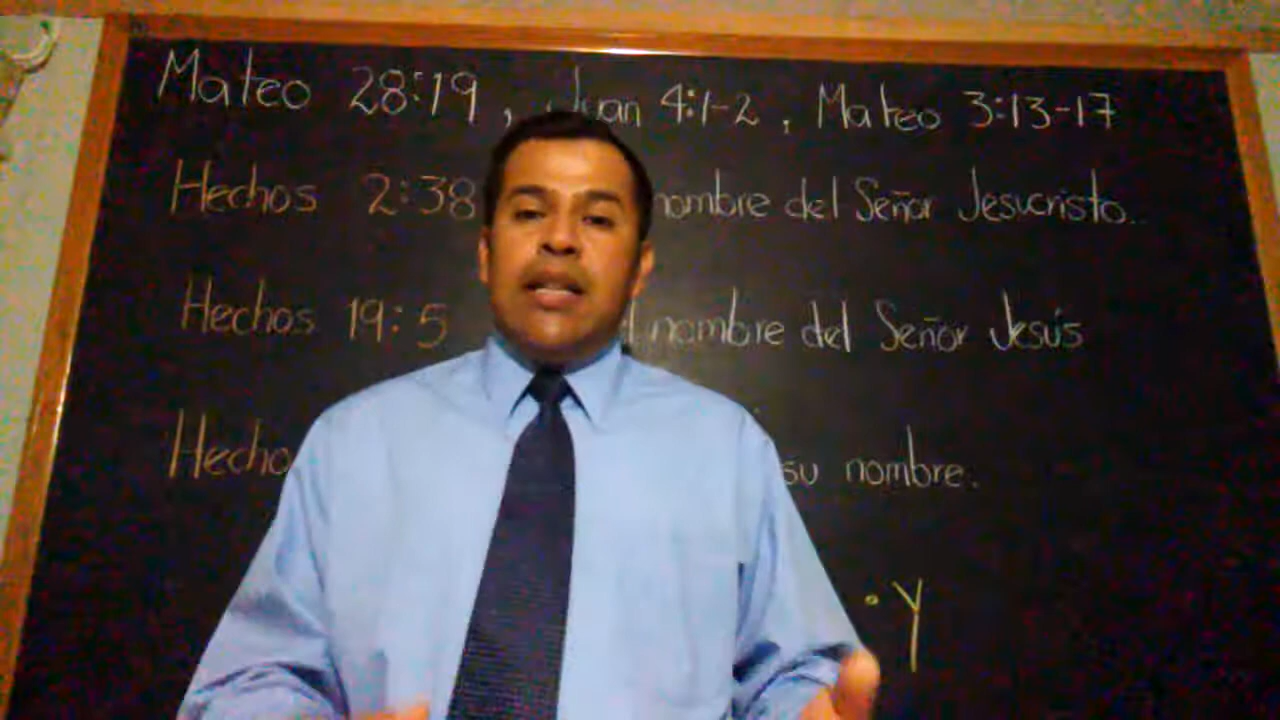 Mateo 28:19, Juan 4:1-2, Mateo 3:13-17
Hechos 2:38 nombre del Señor Jesucristo.
Hechos 19:5 nombre del Señor Jesús
su nombre.
• Y